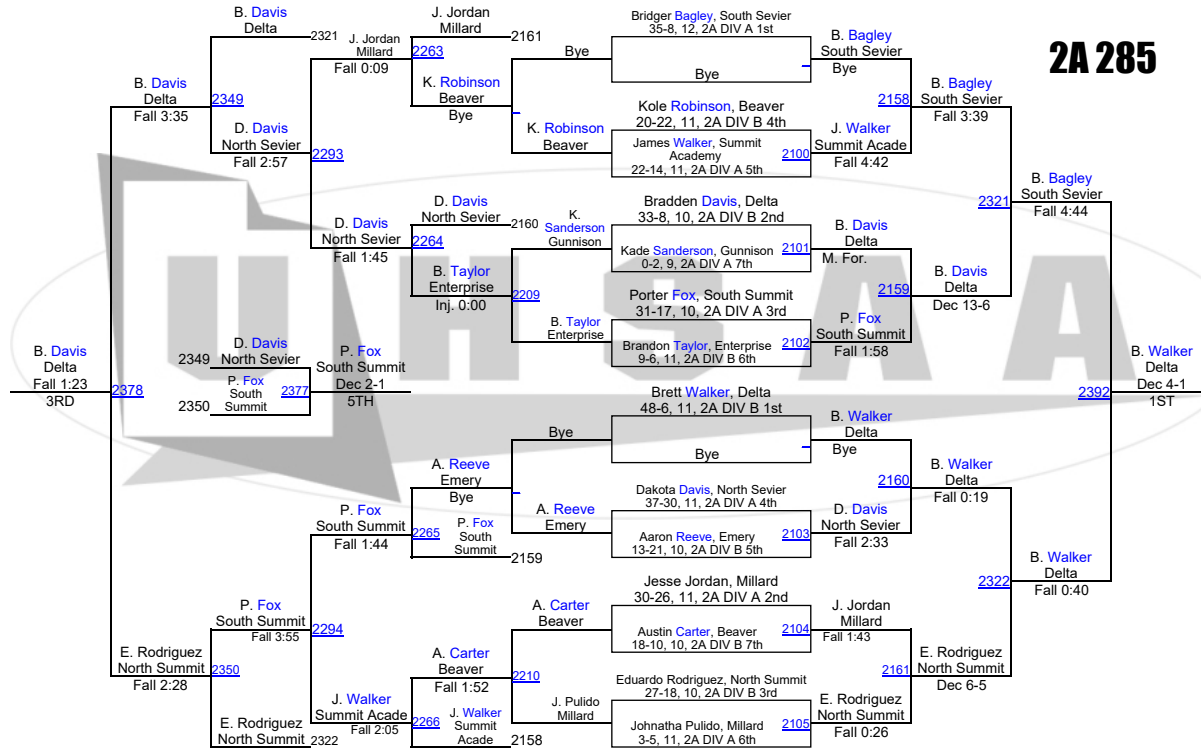 2A 285
B. Davis
Delta
2321
B. Davis
Delta
Fall 3:35
2349
D. Davis
North Sevier
Fall 2:57
J. Jordan
Millard
Fall 0:09
2293
D. Davis
North Sevier
Fall 1:45
J. Jordan
Millard
2161
2263
K. Robinson
Beaver
Bye
D. Davis
North Sevier
2160
2264
B. Taylor
Enterprise
Inj. 0:00
Bye
K. Robinson
Beaver
K.
Sanderson
Gunnison
2209
B. Taylor
Enterprise
Bridger Bagley, South Sevier
35-8, 12, 2A DIV A 1st
Bye
Kole Robinson, Beaver
20-22, 11, 2A DIV B 4th
James Walker, Summit
Academy
22-14, 11, 2A DIV A 5th
2100
Bradden Davis, Delta
33-8, 10, 2A DIV B 2nd
Kade Sanderson, Gunnison
0-2, 9, 2A DIV A 7th
2101
Porter Fox, South Summit
31-17, 10, 2A DIV A 3rd
Brandon Taylor, Enterprise
9-6, 11, 2A DIV B 6th
2102
B. Bagley
South Sevier
Bye
2158
J. Walker
Summit Acade
Fall 4:42
B. Davis
Delta
M. For.
2159
P. Fox
South Summit
Fall 1:58
B. Bagley
South Sevier
Fall 3:39
2321
B. Davis
Delta
Dec 13-6
B. Bagley
South Sevier
Fall 4:44
UHSAA
B. Davis
Delta
Fall 1:23
3RD
2378
2349
D. Davis
North Sevier
P. Fox
South
Summit
2350
2377
P. Fox
South Summit
Dec 2-1
5TH
2392
B. Walker
Delta
Dec 4-1
1ST
E. Rodriguez
North Summit
Fall 2:28
2350
P. Fox
South Summit
Fall 3:55
E. Rodriguez
North Summit
2322
P. Fox
South Summit
Fall 1:44
2294
J. Walker
Summit Acade
Fall 2:05
A. Reeve
Emery
Bye
2265
P. Fox
South
Summit
2159
A. Carter
Beaver
Fall 1:52
2266
J. Walker
Summit
Acade
2158
Bye
A. Reeve
Emery
A. Carter
Beaver
2210
J. Pulido
Millard
Brett Walker, Delta
48-6, 11, 2A DIV B 1st
Bye
Dakota Davis, North Sevier
37-30, 11, 2A DIV A 4th
Aaron Reeve, Emery
13-21, 10, 2A DIV B 5th
2103
Jesse Jordan, Millard
30-26, 11, 2A DIV A 2nd
Austin Carter, Beaver
18-10, 10, 2A DIV B 7th
2104
Eduardo Rodriguez, North Summit
27-18, 10, 2A DIV B 3rd
Johnatha Pulido, Millard
3-5, 11, 2A DIV A 6th
2105
B. Walker
Delta
Bye
2160
D. Davis
North Sevier
Fall 2:33
J. Jordan
Millard
Fall 1:43
2161
E. Rodriguez
North Summit
Fall 0:26
B. Walker
Delta
Fall 0:19
2322
E. Rodriguez
North Summit
Dec 6-5
B. Walker
Delta
Fall 0:40